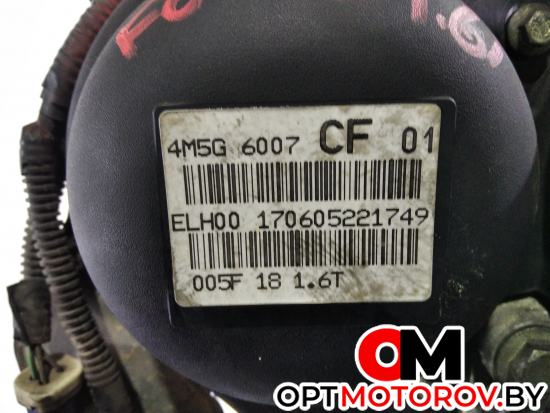 4M5G 6007 CF 01
ELH00 170605221749
005F 18 1.6T
OM
OPTMOTOROV.BY